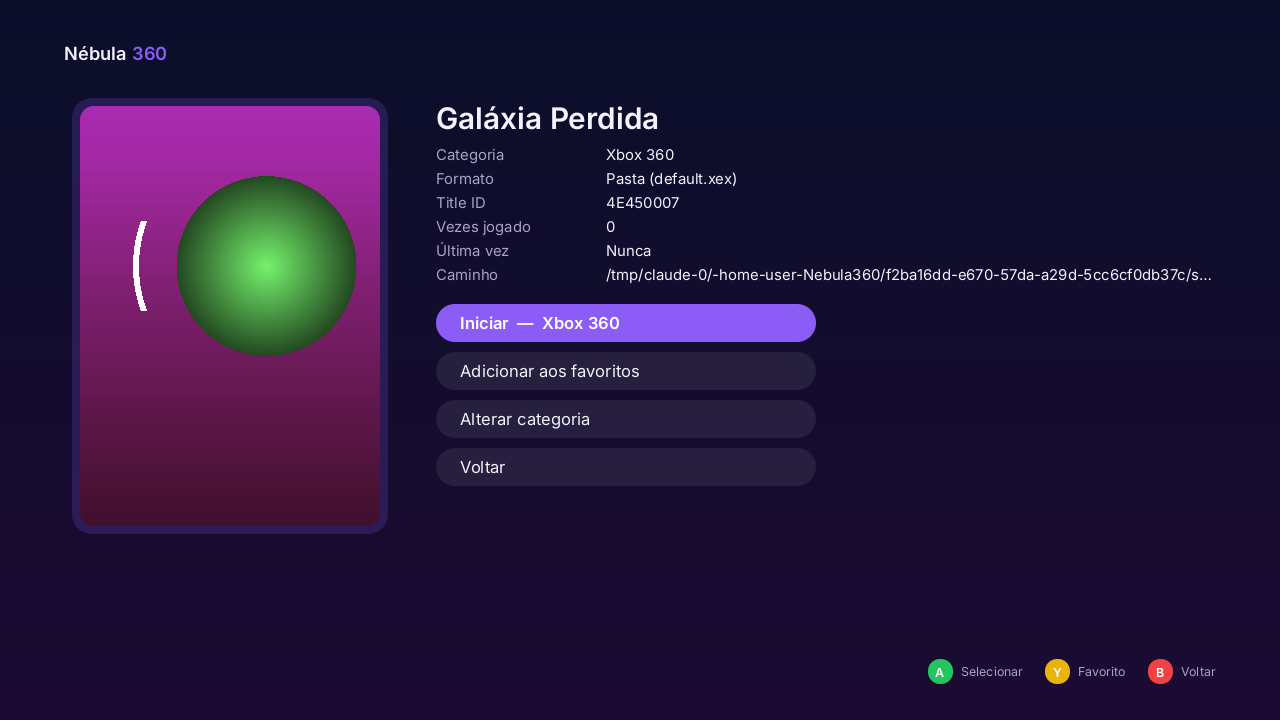 Nébula 360
Galáxia Perdida
Categoria Xbox 360
Formato Pasta (default.xex)
Title ID 4E450007
Vezes jogado 0
Última vez Nunca
Caminho /tmp/claude-0/-home-user-Nebula360/f2ba16dd-e670-57da-a29d-5cc6cf0db37c/s...
Iniciar — Xbox 360
Adicionar aos favoritos
Alterar categoria
Voltar
A Selecionar Y Favorito B Voltar